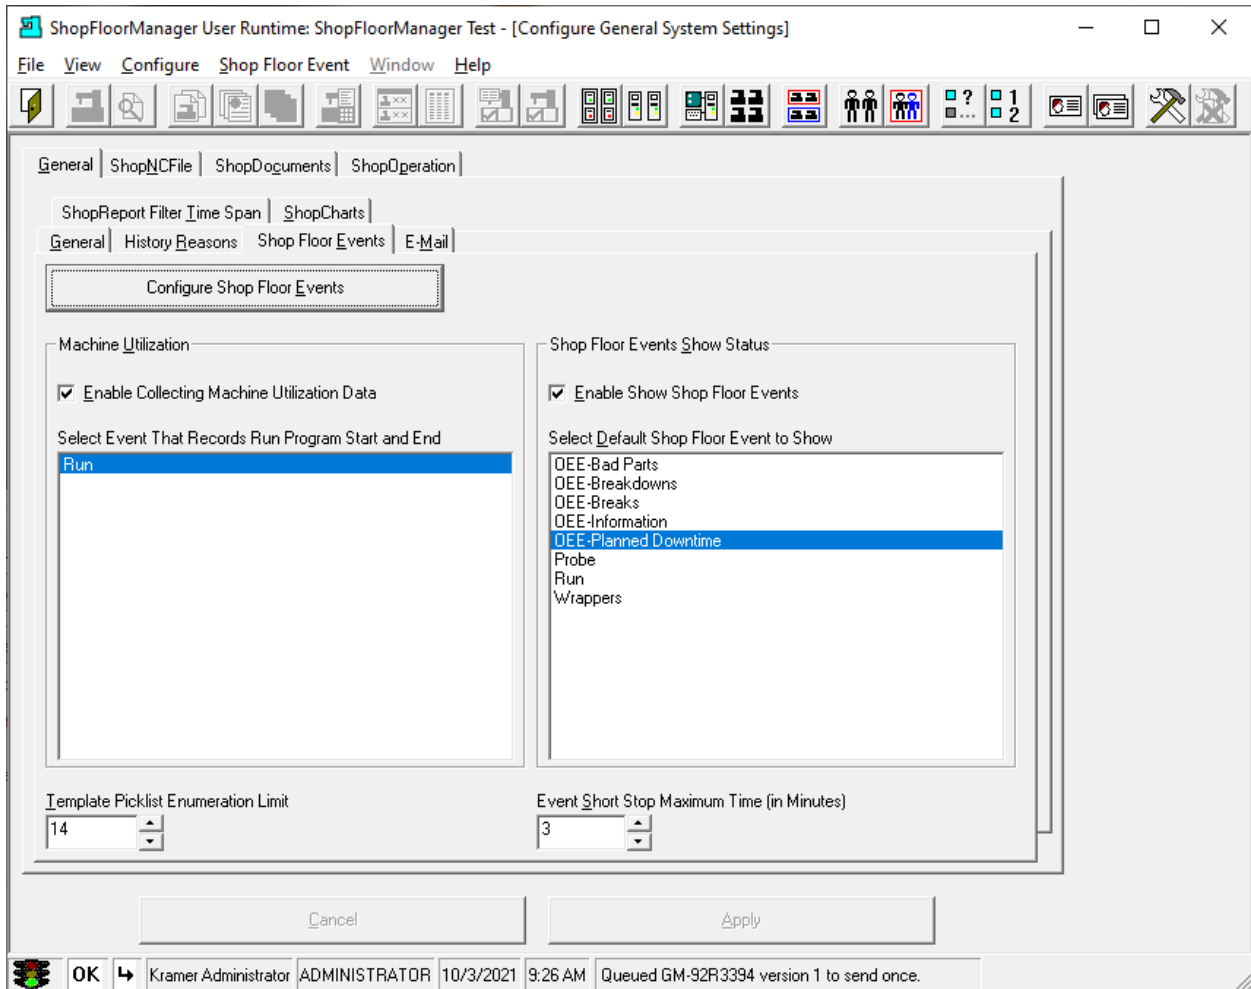 ShopFloorManager User Runtime: ShopFloorManager Test - [Configure General System Settings]
File View Configure Shop Floor Event Window Help
General ShopNCFile ShopDocuments ShopOperation
ShopReport Filter Time Span ShopCharts
General History Reasons Shop Floor Events E-Mail
Configure Shop Floor Events
Machine Utilization
Enable Collecting Machine Utilization Data
Select Event That Records Run Program Start and End
Run
Shop Floor Events Show Status
Enable Show Shop Floor Events
Select Default Shop Floor Event to Show
OEE-Bad Parts
OEE-Breakdowns
OEE-Breaks
OEE-Information
OEE-Planned Downtime
Probe
Run
Wrappers
Template Picklist Enumeration Limit
14
Event Short Stop Maximum Time (in Minutes)
3
Cancel Apply
OK Kramer Administrator ADMINISTRATOR 10/3/2021 9:26 AM Queued GM-92R3394 version 1 to send once.